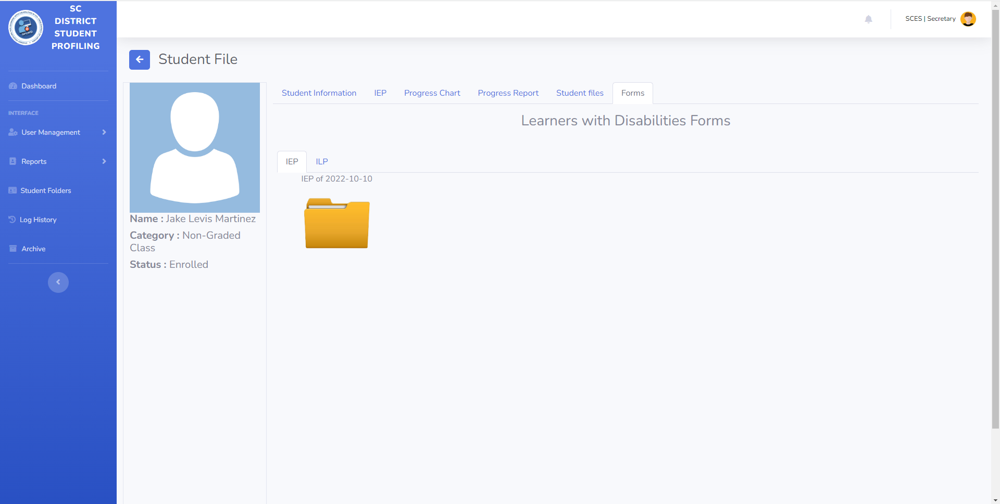 SC
DISTRICT
STUDENT
PROFILING
SCES | Secretary
Dashboard
INTERFACE
User Management
Reports
Student Folders
Log History
Archive
Student File
Name : Jake Levis Martinez
Category : Non-Graded
Class
Status : Enrolled
Student Information
IEP
Progress Chart
Progress Report
Student files
Forms
Learners with Disabilities Forms
IEP
ILP
IEP of 2022-10-10